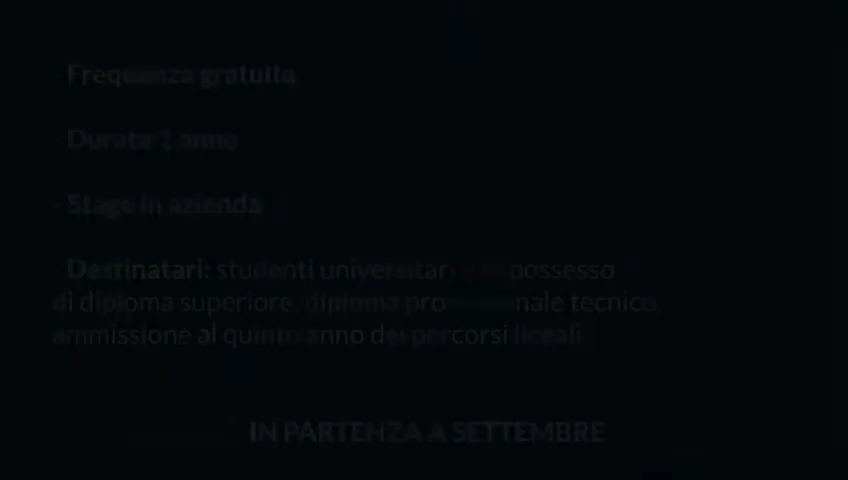 - Frequenza gratuita
- Durata: 1 anno
- Stage in azienda
Destinatari: studenti universitari possesso
di diploma superiore, diploma professionale tecnico,
ammissione al quinto anno dei percorsi liceali
IN PARTENZA A SETTEMBRE